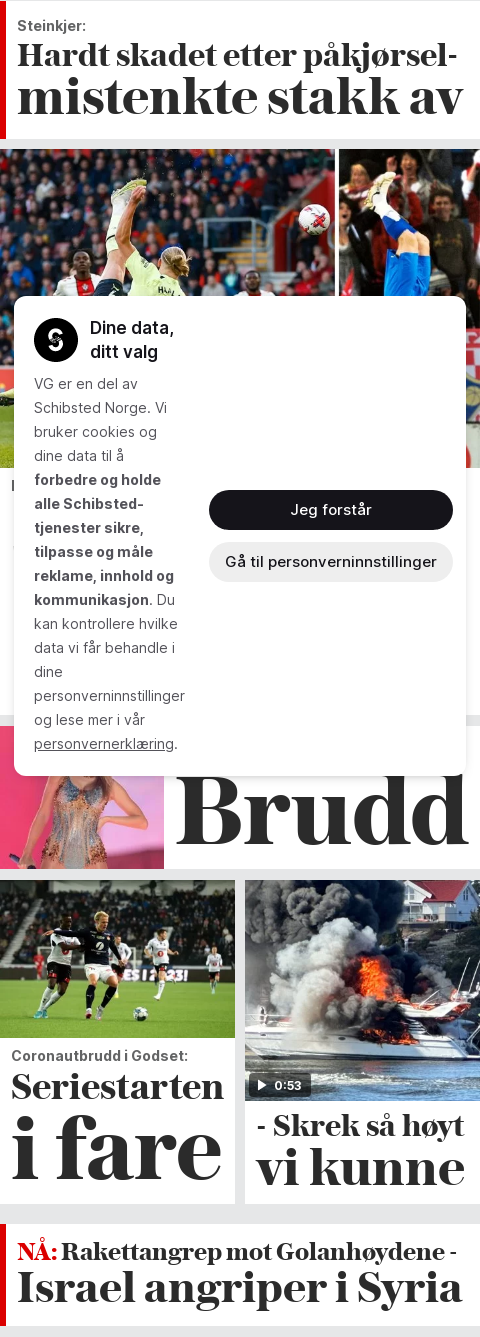 Steinkjer:
Hardt skadet etter påkjørsel-
mistenkte stakk av
Dine data,
ditt valg
VG er en del av
Schibsted Norge. Vi
bruker cookies og
dine data til å
forbedre og holde
alle Schibsted-
tjenester sikre,
tilpasse og måle
reklame, innhold og
kommunikasjon. Du
kan kontrollere hvilke
data vi får behandle i
dine
personverninnstillinger
og lese mer i vår
personvernerklæring.
Jeg forstår
Gå til personverninnstillinger
Brudd
Coronautbrudd i Godset:
Seriestarten
i fare
0:53
- Skrek så høyt
vi kunne
NÅ: Rakettangrep mot Golanhøydene -
Israel angriper i Syria